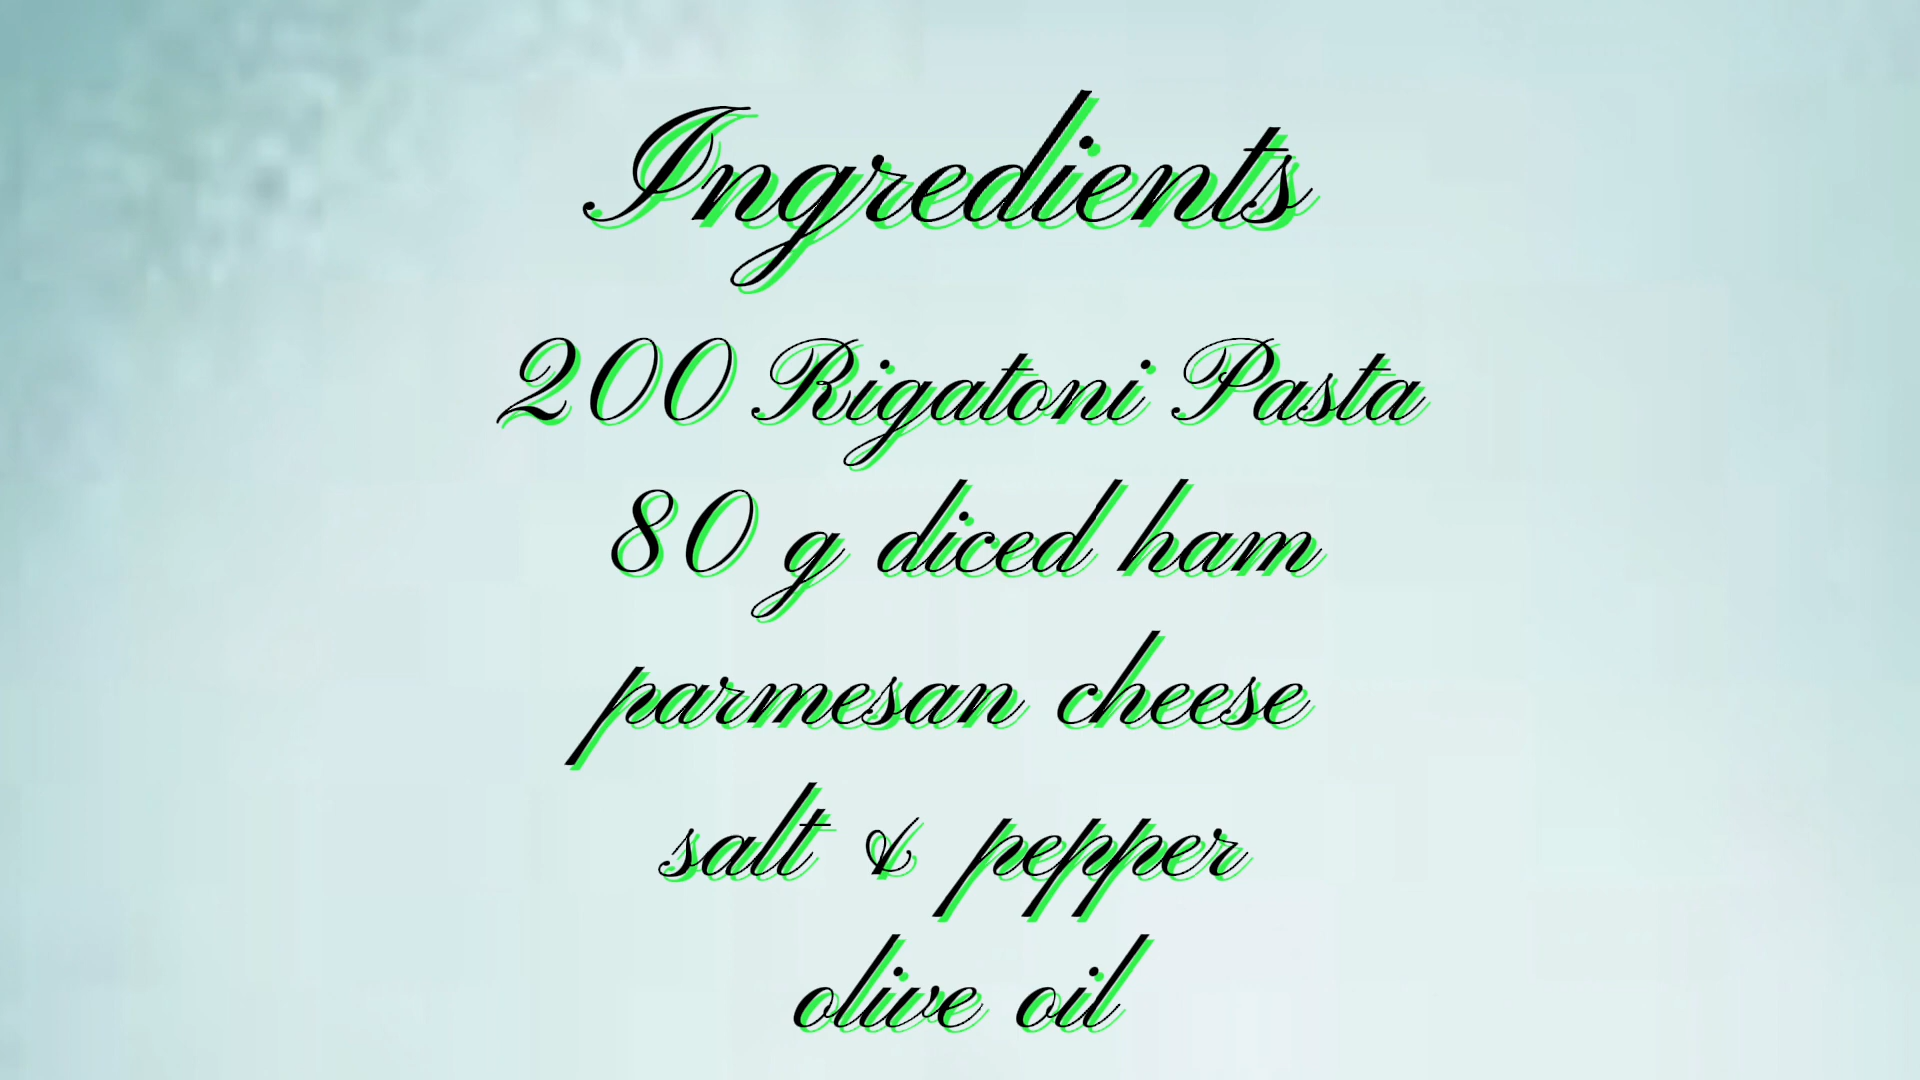 Ingredients
200 Rigatoni Pasta
80 g diced ham
parmesan cheese
salt & pepper
olive oil